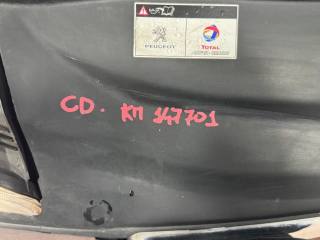 PEUGEOT TOTAL
CD. KM 147701